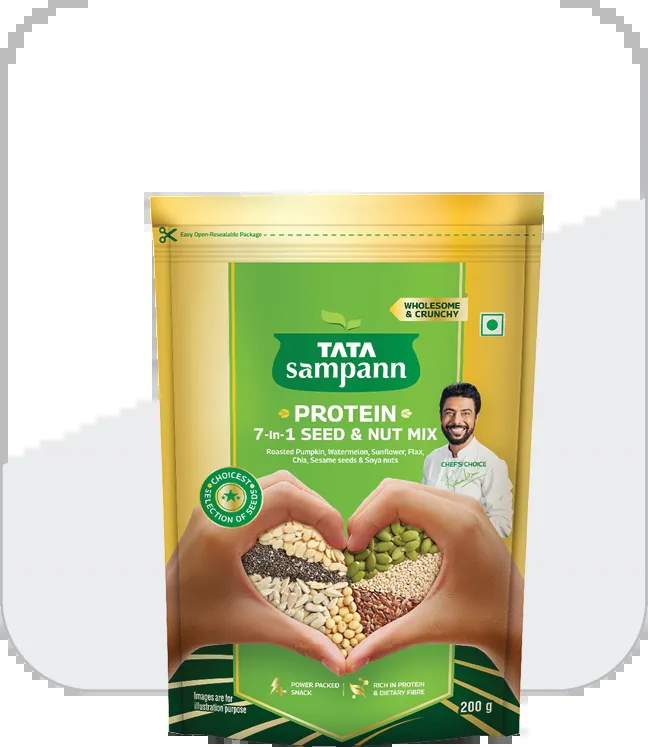 Easy Open-Resealable Package
WHOLESOME
& CRUNCHY
TATA
sampann
PROTEIN
7-in-1 SEED & NUT MIX
Roasted Pumpkin, Watermelon, Sunflower, Flax,
Chia, Sesame seeds & Soya nuts
CHEF'S CHOICE
CHOICEST
SELECTION OF SEEDS
POWER PACKED
SNACK
RICH IN PROTEIN
& DIETARY FIBRE
Images are for
illustration purpose
200 g